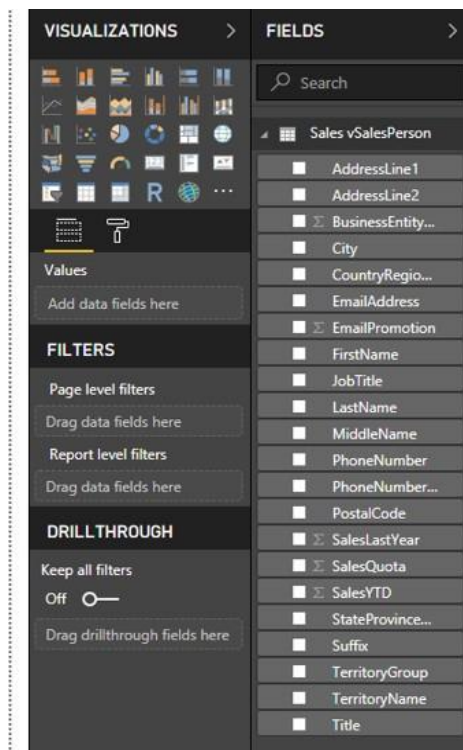 VISUALIZATIONS >
Values
Add data fields here
FILTERS
Page level filters
Drag data fields here
Report level filters
Drag data fields here
DRILLTHROUGH
Keep all filters
Off
Drag drillthrough fields here
FIELDS >
Search
Sales vSalesPerson
AddressLine1
AddressLine2
Σ BusinessEntity...
City
CountryRegio...
EmailAddress
Σ EmailPromotion
FirstName
JobTitle
LastName
MiddleName
PhoneNumber
PhoneNumber...
PostalCode
Σ SalesLastYear
Σ SalesQuota
Σ SalesYTD
StateProvince...
Suffix
TerritoryGroup
TerritoryName
Title